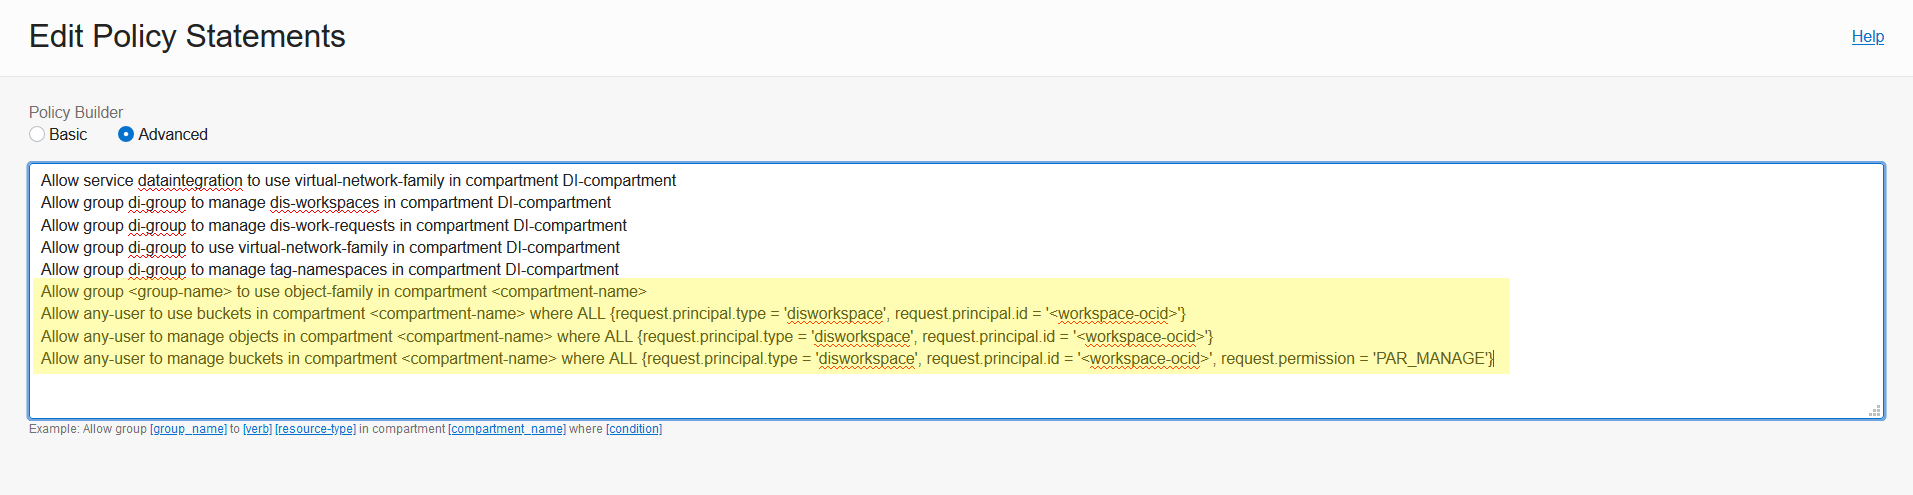 Edit Policy Statements
Help
Policy Builder
Basic
Advanced
Allow service dataintegration to use virtual-network-family in compartment DI-compartment
Allow group di-group to manage dis-workspaces in compartment DI-compartment
Allow group di-group to manage dis-work-requests in compartment DI-compartment
Allow group di-group to use virtual-network-family in compartment DI-compartment
Allow group di-group to manage tag-namespaces in compartment DI-compartment
Allow group <group-name> to use object-family in compartment <compartment-name>
Allow any-user to use buckets in compartment <compartment-name> where ALL {request.principal.type = 'disworkspace', request.principal.id = '<workspace-ocid>'}
Allow any-user to manage objects in compartment <compartment-name> where ALL {request.principal.type = 'disworkspace', request.principal.id = '<workspace-ocid>'}
Allow any-user to manage buckets in compartment <compartment-name> where ALL {request.principal.type = 'disworkspace', request.principal.id = '<workspace-ocid>', request.permission = 'PAR_MANAGE'}
Example: Allow group [group_name] to [verb] [resource-type] in compartment [compartment_name] where [condition]